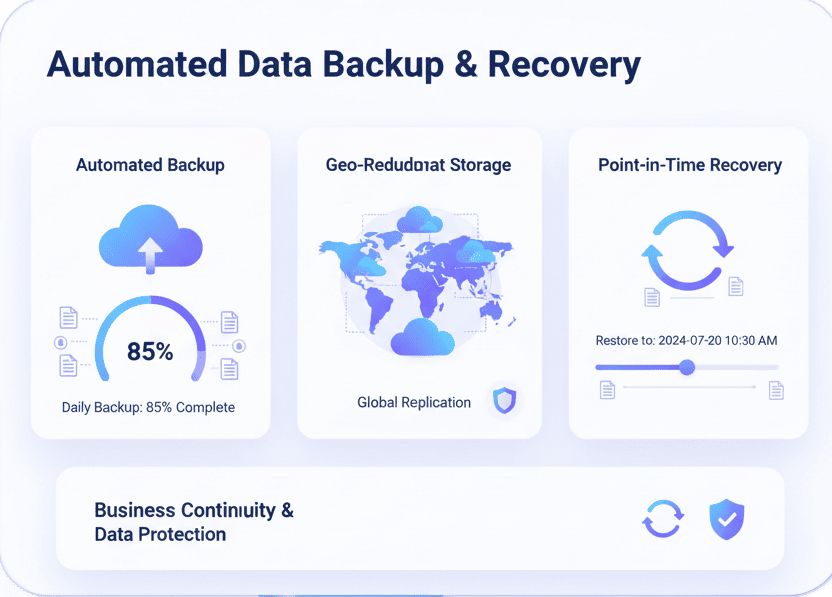 Automated Data Backup & Recovery
Automated Backup
85%
Daily Backup: 85% Complete
Storage
Global Replication
Point-in-Time Recovery
Restore to: 2024-07-20 10:30 AM
Business &
Data Protection